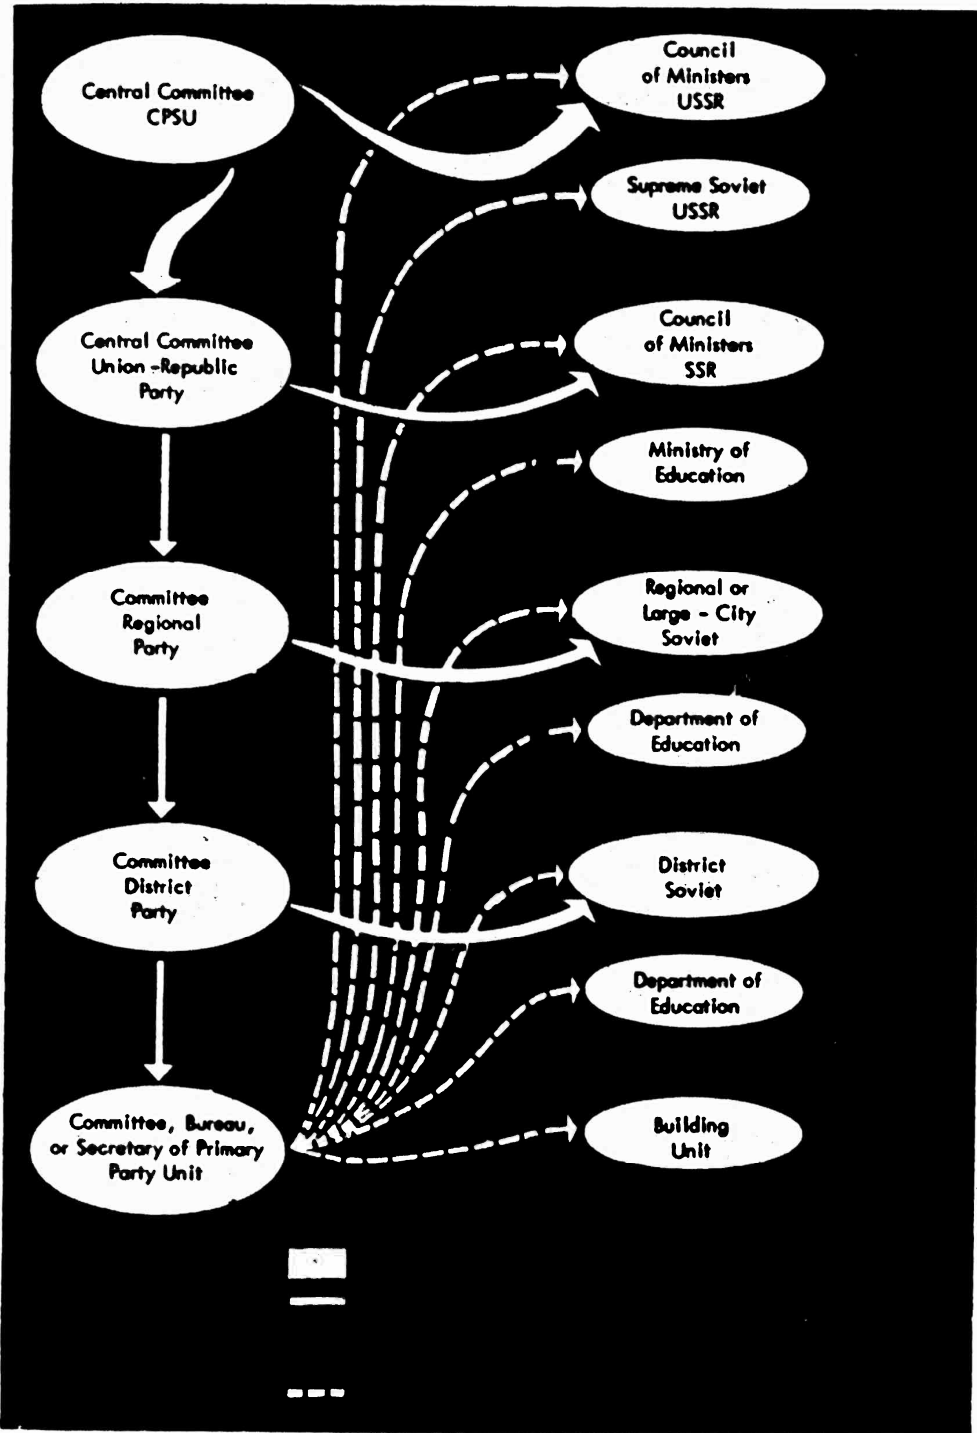 Central Committee
CPSU
Council
of Ministers
USSR
Supreme Soviet
USSR
Central Committee
Union-Republic
Party
Council
of Ministers
SSR
Ministry of
Education
Committee
Regional
Party
Regional or
Large - City
Soviet
Department of
Education
Committee
District
Party
District
Soviet
Department of
Education
Committee, Bureau,
or Secretary of Primary
Party Unit
Building
Unit